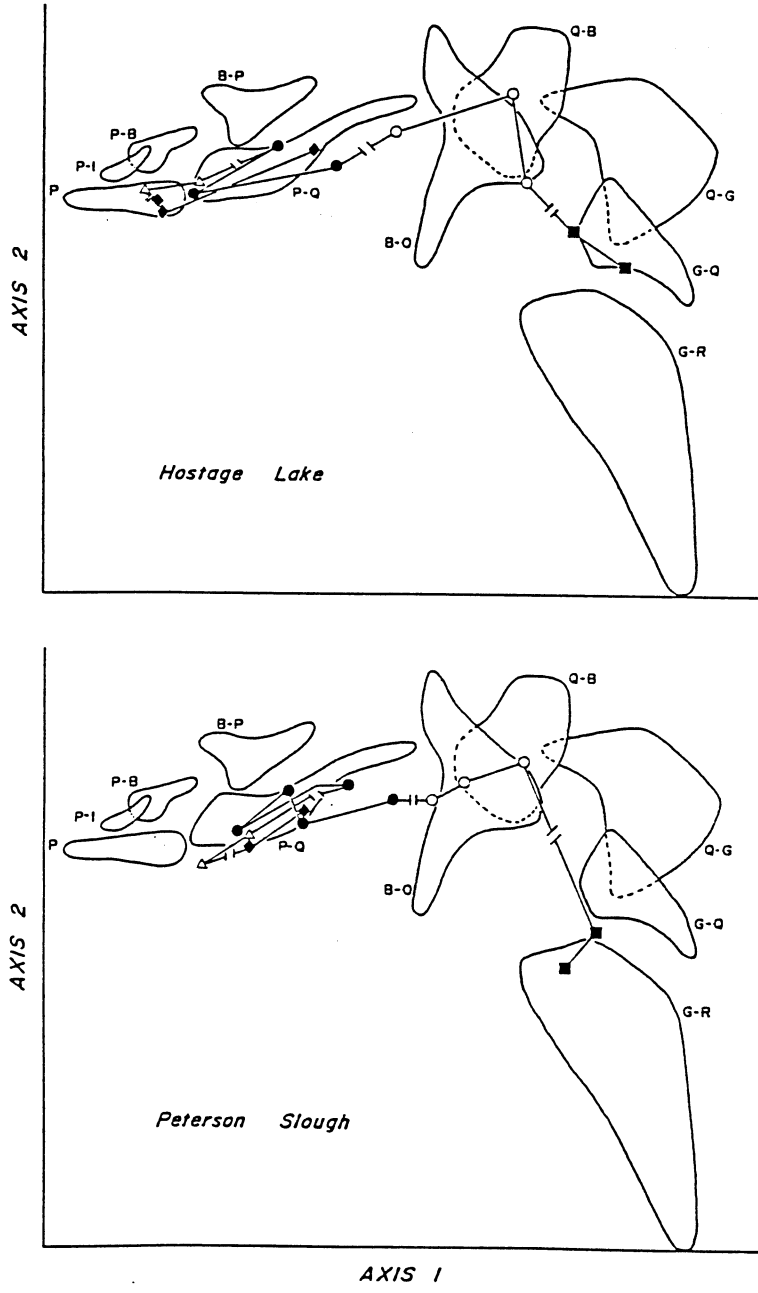 Q-B
B-P
P-B
P-I
P
P-Q
Q-G
B-Q
G-Q
G-R
AXIS 2
Hostage Lake
Q-B
B-P
P-B
P-I
P
P-Q
Q-G
B-Q
G-Q
AXIS 2
G-R
Peterson Slough
AXIS 1